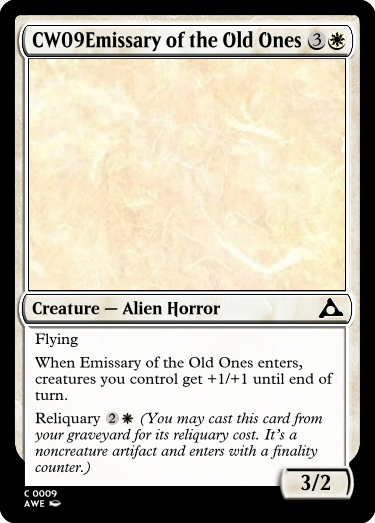 CW09Emissary of the Old Ones 3
Creature — Alien Horror
Flying
When Emissary of the Old Ones enters,
creatures you control get +1/+1 until end of
turn.
Reliquary 2 (You may cast this card from
your graveyard for its reliquary cost. It's a
noncreature artifact and enters with a finality
counter.)
3/2
C 0009
AWE